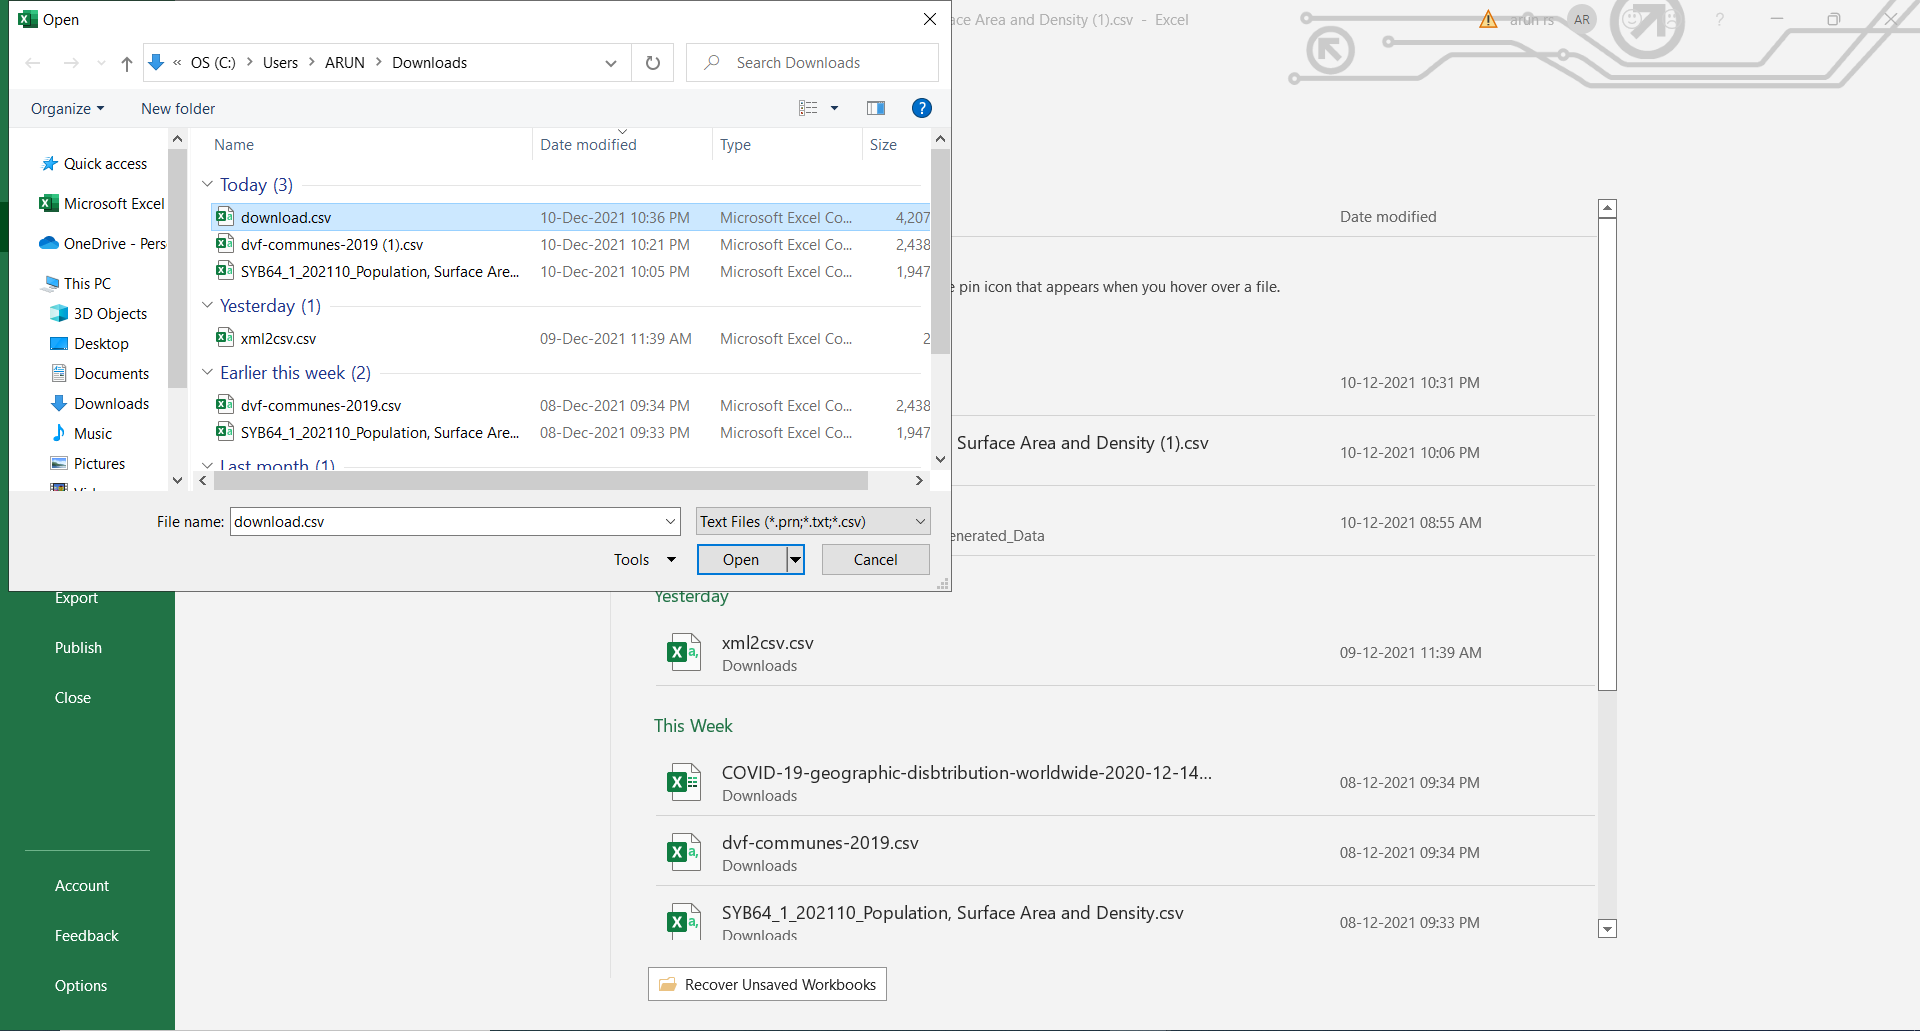 Open
ace Area and Density (1).csv - Excel
arun rs
AR
?
« OS (C:) > Users > ARUN > Downloads
Search Downloads
Organize
New folder
?
Quick access
Microsoft Excel
OneDrive - Pers
This PC
3D Objects
Desktop
Documents
Downloads
Music
Pictures
Name Date modified Type Size
Today (3)
download.csv 10-Dec-2021 10:36 PM Microsoft Excel Co... 4,207
dvf-communes-2019 (1).csv 10-Dec-2021 10:21 PM Microsoft Excel Co... 2,438
SYB64_1_202110_Population, Surface Are... 10-Dec-2021 10:05 PM Microsoft Excel Co... 1,947
Yesterday (1)
xml2csv.csv 09-Dec-2021 11:39 AM Microsoft Excel Co... 2
Earlier this week (2)
dvf-communes-2019.csv 08-Dec-2021 09:34 PM Microsoft Excel Co... 2,438
SYB64_1_202110_Population, Surface Are... 08-Dec-2021 09:33 PM Microsoft Excel Co... 1,947
Last month (1)
File name: download.csv
Text Files (*.prn;*.txt;*.csv)
Tools
Open
Cancel
Date modified
pin icon that appears when you hover over a file.
10-12-2021 10:31 PM
Surface Area and Density (1).csv
10-12-2021 10:06 PM
enerated_Data
10-12-2021 08:55 AM
Export
Publish
Close
Account
Feedback
Options
Yesterday
xml2csv.csv
Downloads
09-12-2021 11:39 AM
This Week
COVID-19-geographic-disbtribution-worldwide-2020-12-14...
Downloads
08-12-2021 09:34 PM
dvf-communes-2019.csv
Downloads
08-12-2021 09:34 PM
SYB64_1_202110_Population, Surface Area and Density.csv
Downloads
08-12-2021 09:33 PM
Recover Unsaved Workbooks